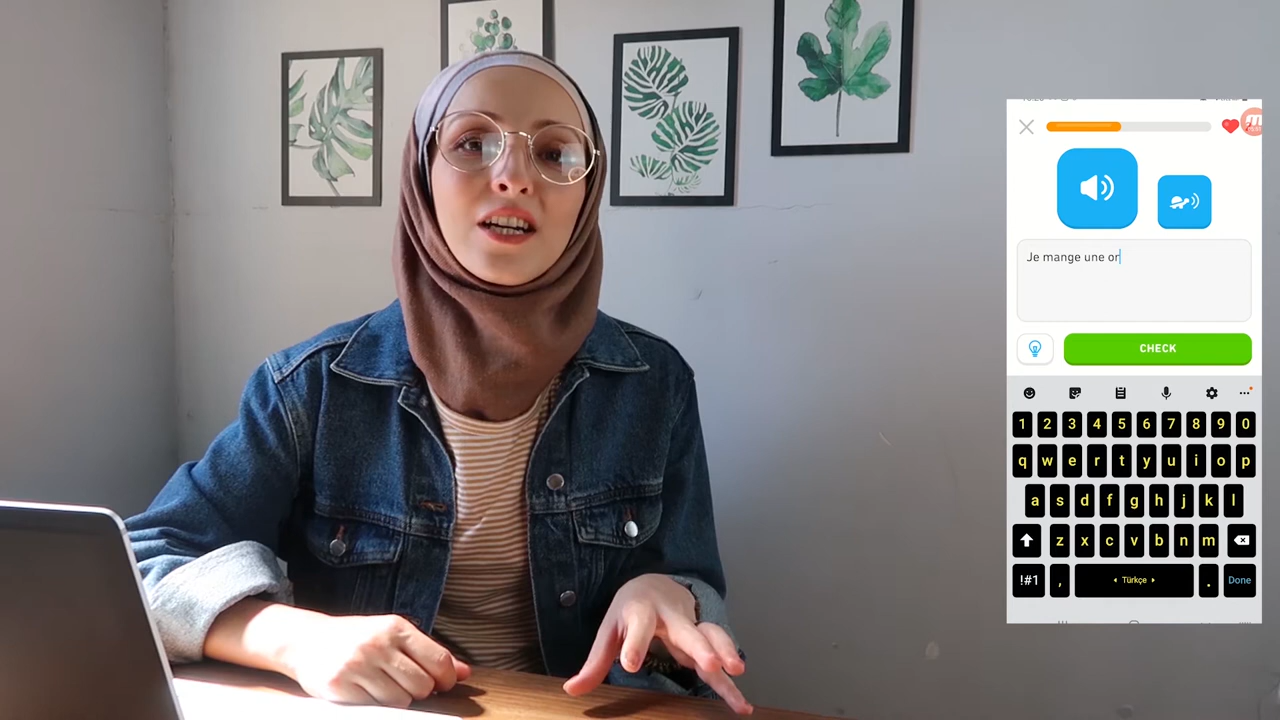 Je mange une or
CHECK
1 2 3 4 5 6 7 8 9 0
q w e r t y u i o p
a s d f g h j k l
z x c v b n m
!#1 , Türkçe . Done